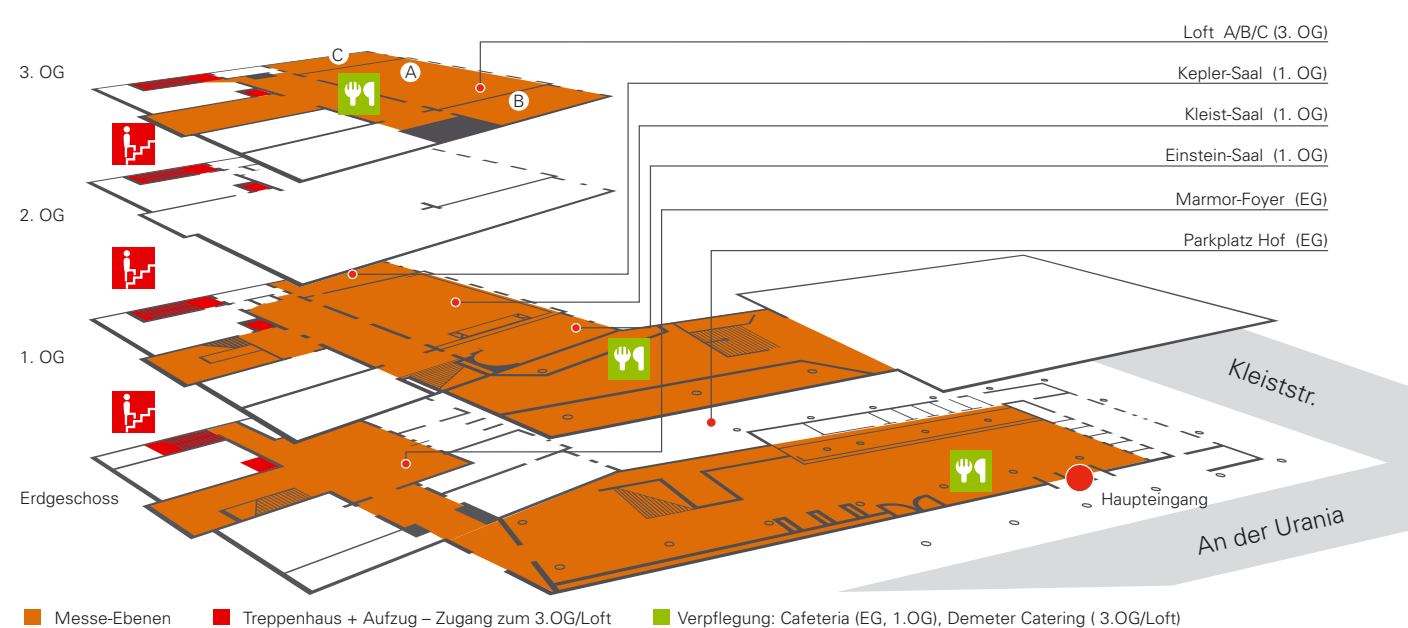 Loft A/B/C (3. OG)
C
3. OG
A
Kepler-Saal (1. OG)
B
Kleist-Saal (1. OG)
Einstein-Saal (1. OG)
Marmor-Foyer (EG)
2. OG
Parkplatz Hof (EG)
1. OG
Kleiststr.
Erdgeschoss
Haupteingang
An der Urania
Messe-Ebenen
Treppenhaus + Aufzug – Zugang zum 3.OG/Loft
Verpflegung: Cafeteria (EG, 1.OG), Demeter Catering ( 3.OG/Loft)